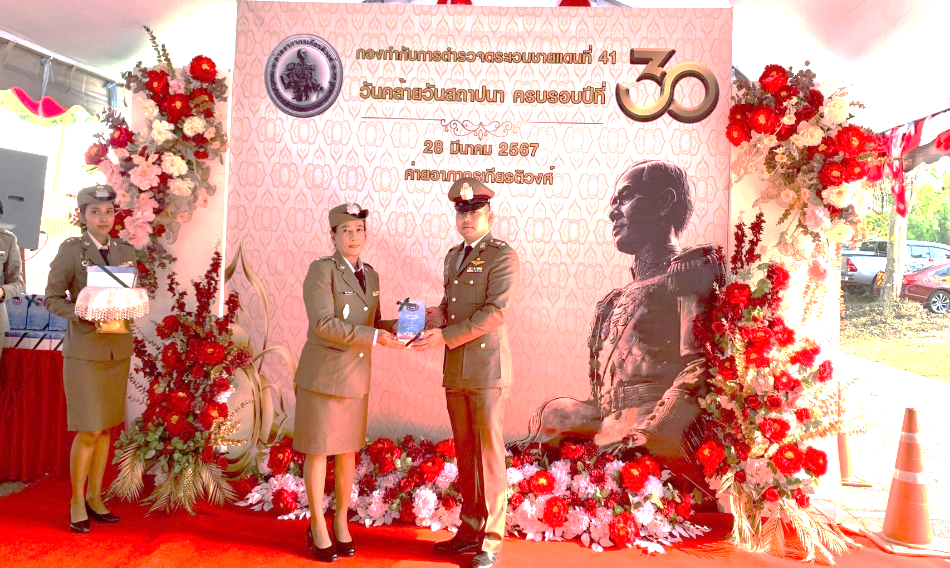 กองกำกับการตำรวจตระเวนชายแดนที่ 41
วันคล้ายวันสถาปนา ครบรอบปีที่ 30
28 มีนาคม 2567
ค่ายอาภากรเกียรติวงศ์